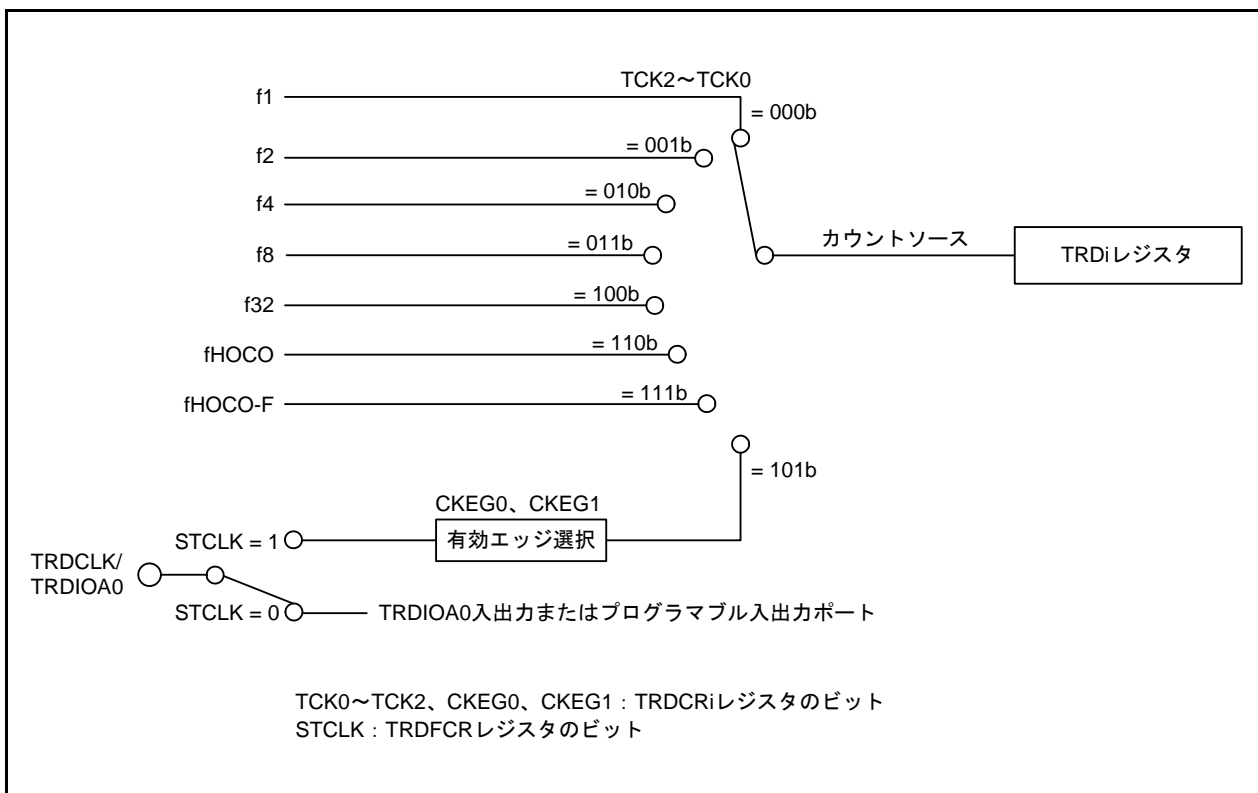 TCK2～TCK0
f1
= 000b
f2
= 001b
f4
= 010b
f8
= 011b
カウントソース
TRDiレジスタ
f32
= 100b
fHOCO
= 110b
fHOCO-F
= 111b
= 101b
CKEG0、CKEG1
STCLK = 1
有効エッジ選択
TRDCLK/
TRDIOA0
STCLK = 0
TRDIOA0入出力またはプログラマブル入出力ポート
TCK0～TCK2、CKEG0、CKEG1：TRDCRiレジスタのビット
STCLK：TRDFCRレジスタのビット